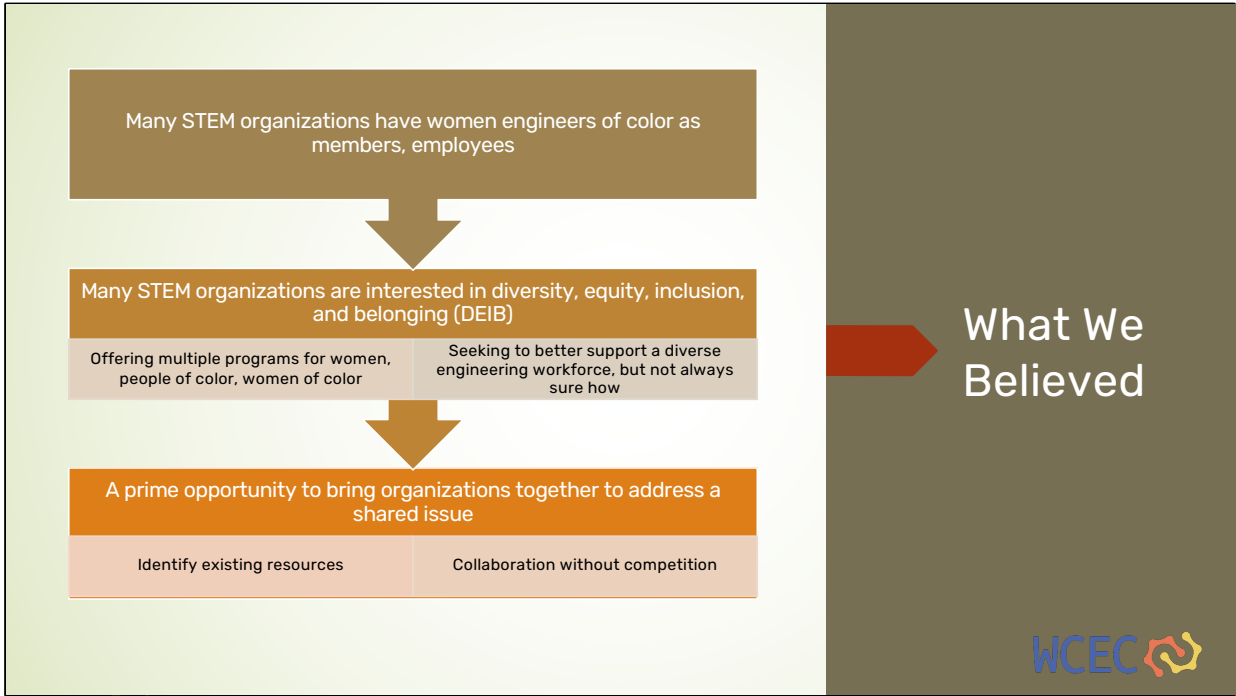 Many STEM organizations have women engineers of color as
members, employees
Many STEM organizations are interested in diversity, equity, inclusion,
and belonging (DEIB)
Offering multiple programs for women,
people of color, women of color
Seeking to better support a diverse
engineering workforce, but not always
sure how
A prime opportunity to bring organizations together to address a
shared issue
Identify existing resources
Collaboration without competition
What We
Believed
WCEC